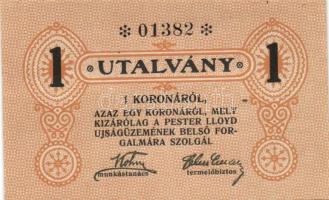 ✻ 01382 ✻
1 UTALVÁNY 1
1 KORONÁRÓL,
AZAZ EGY KORONÁRÓL, MELY
KIZÁRÓLAG A PESTER LLOYD
UJSÁGÜZEMÉNEK BELSŐ FOR-
GALMÁRA SZOLGÁL
munkástanács termelőbiztos